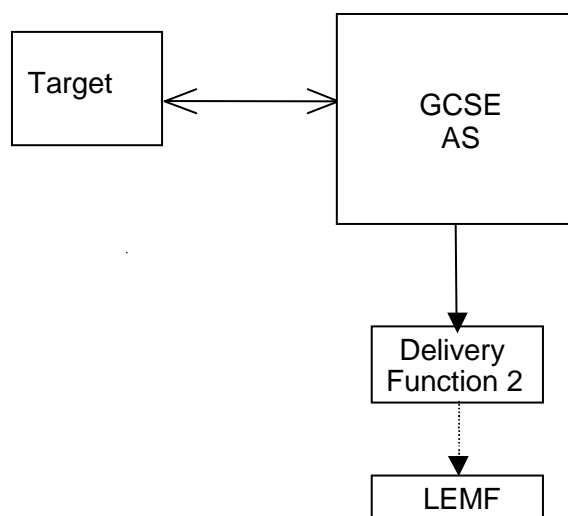 Target
GCSE
AS
Delivery
Function 2
LEMF